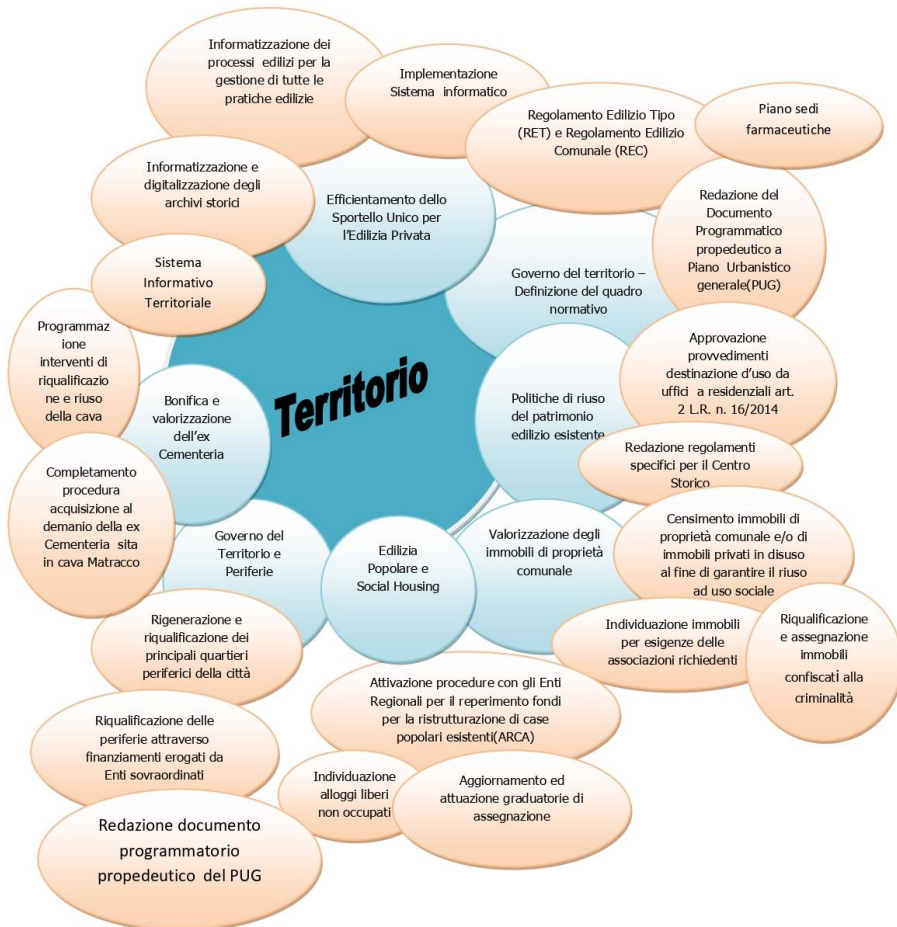 Informatizzazione dei
processi edilizi per la
gestione di tutte le
pratiche edilizie
Implementazione
Sistema informatico
Regolamento Edilizio Tipo
(RET) e Regolamento Edilizio
Comunale (REC)
Piano sedi
farmaceutiche
Informatizzazione e
digitalizzazione degli
archivi storici
Efficientamento dello
Sportello Unico per
l’Edilizia Privata
Redazione del
Documento
Programmatico
propedeutico a
Piano Urbanistico
generale(PUG)
Sistema
Informativo
Territoriale
Governo del territorio –
Definizione del quadro
normativo
Programmaz
ione
interventi di
riqualificazio
ne e riuso
della cava
Territorio
Approvazione
provvedimenti
destinazione d’uso da
uffici a residenziali art.
2 L.R. n. 16/2014
Bonifica e
valorizzazione
dell’ex
Cementeria
Politiche di riuso
del patrimonio
edilizio esistente
Redazione regolamenti
specifici per il Centro
Storico
Completamento
procedura
acquisizione al
demanio della ex
Cementeria sita
in cava Matracco
Governo del
Territorio e
Periferie
Edilizia
Popolare e
Social Housing
Valorizzazione degli
immobili di proprietà
comunale
Censimento immobili di
proprietà comunale e/o di
immobili privati in disuso
al fine di garantire il riuso
ad uso sociale
Rigenerazione e
riqualificazione dei
principali quartieri
periferici della città
Individuazione immobili
per esigenze delle
associazioni richiedenti
Riqualificazione
e assegnazione
immobili
confiscati alla
criminalità
Attivazione procedure con gli Enti
Regionali per il reperimento fondi
per la ristrutturazione di case
popolari esistenti(ARCA)
Riqualificazione delle
periferie attraverso
finanziamenti erogati da
Enti sovraordinati
Individuazione
alloggi liberi
non occupati
Aggiornamento ed
attuazione graduatorie di
assegnazione
Redazione documento
programmatorio
propedeutico del PUG